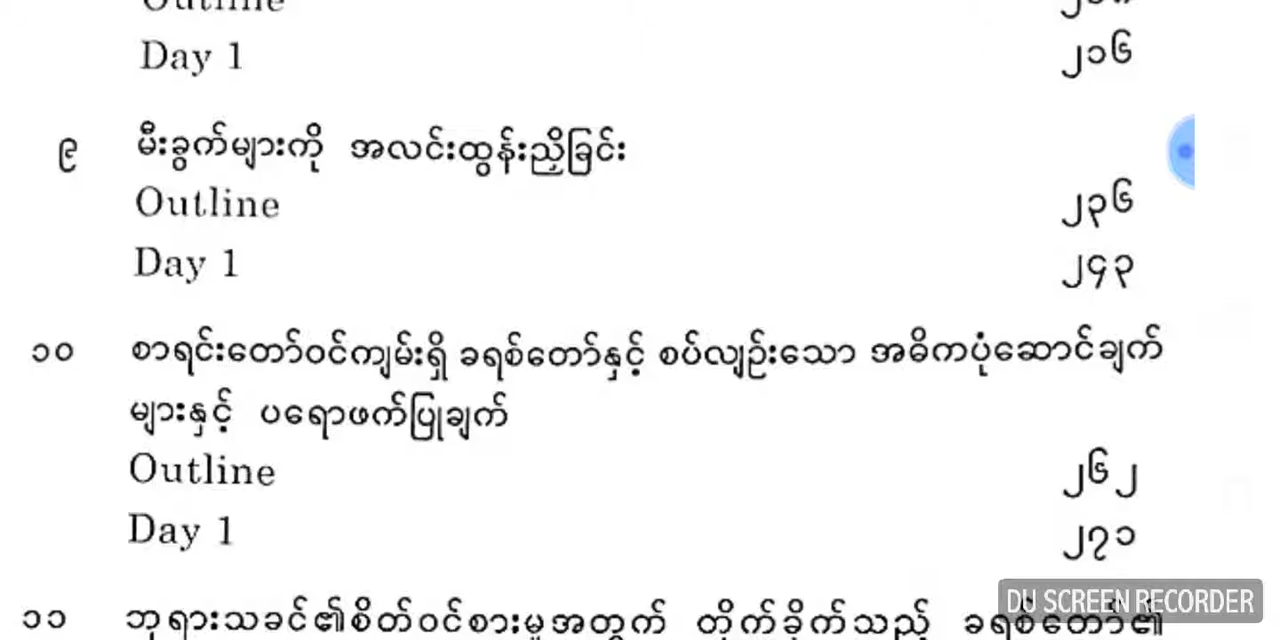 Outline
Day 1 ၂၁၆
၉ မီးခွက်များကို အလင်းထွန်းညှိခြင်း
Outline ၂၃၆
Day 1 ၂၄၃
၁၀ စာရင်းတော်ဝင်ကျမ်းရှိ ခရစ်တော်နှင့် စပ်လျဉ်းသော အဓိကပုံဆောင်ချက်
များနှင့် ပရောဖက်ပြုချက်
Outline ၂၆၂
Day 1 ၂၇၁
၁၁ ဘုရားသခင်၏စိတ်ဝင်စားမှုအတွက် တိုက်ခိုက်သည့် ခရစ်တော်၏
DU SCREEN RECORDER